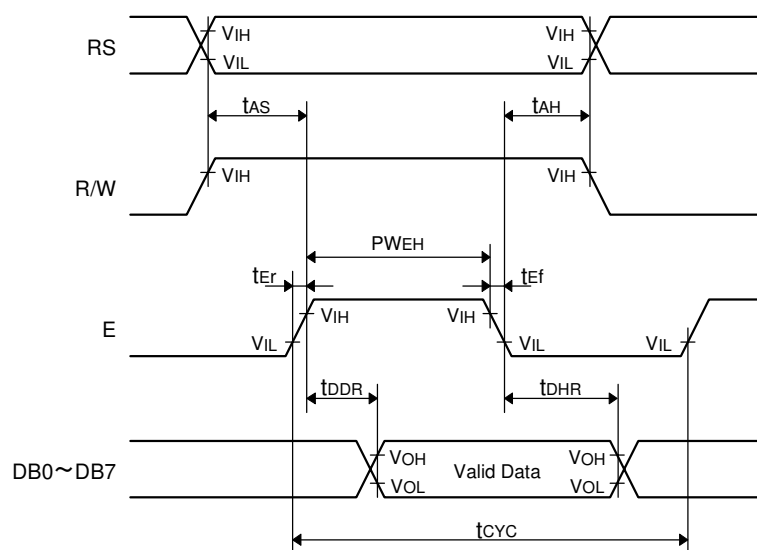 RS
VIH
VIH
VIL
VIL
tAS
tAH
R/W
VIH
VIH
PWEH
tEr
tEf
E
VIH
VIH
VIL
VIL
VIL
tDDR
tDHR
DB0～DB7
VOH
Valid Data
VOH
VOL
VOL
tCYC